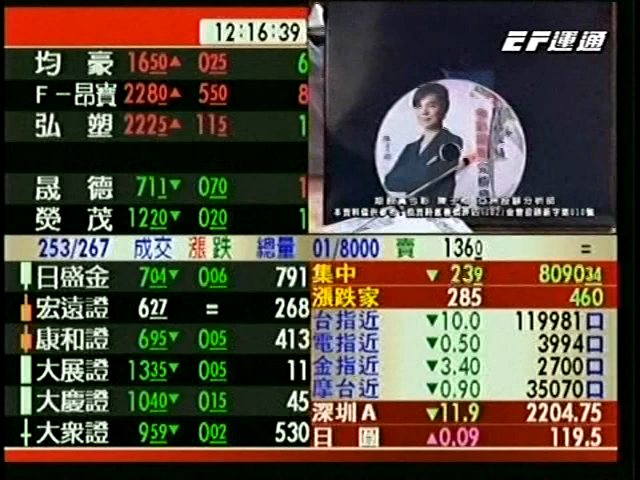 12:16:39
EF運通
均豪 1650▲ 025 6
F－昂寶 2280▲ 550 8
弘塑 2225▲ 115 1
晟德 711▼ 070 1
熒茂 1220▼ 020 1
253/267 成交 漲跌 總量
日盛金 704▼ 006 791
宏遠證 627 = 268
康和證 695▼ 005 413
大展證 1335▼ 005 11
大慶證 1040▼ 015 45
大眾證 959▼ 002 530
01/8000 賣 1360 =
集中 ▼ 239 809034
漲跌家 285 460
台指近 ▼10.0 119981口
電指近 ▼0.50 3994口
金指近 ▼3.40 2700口
摩台近 ▼0.90 35070口
深圳A ▼11.9 2204.75
日圓 ▲0.09 119.5